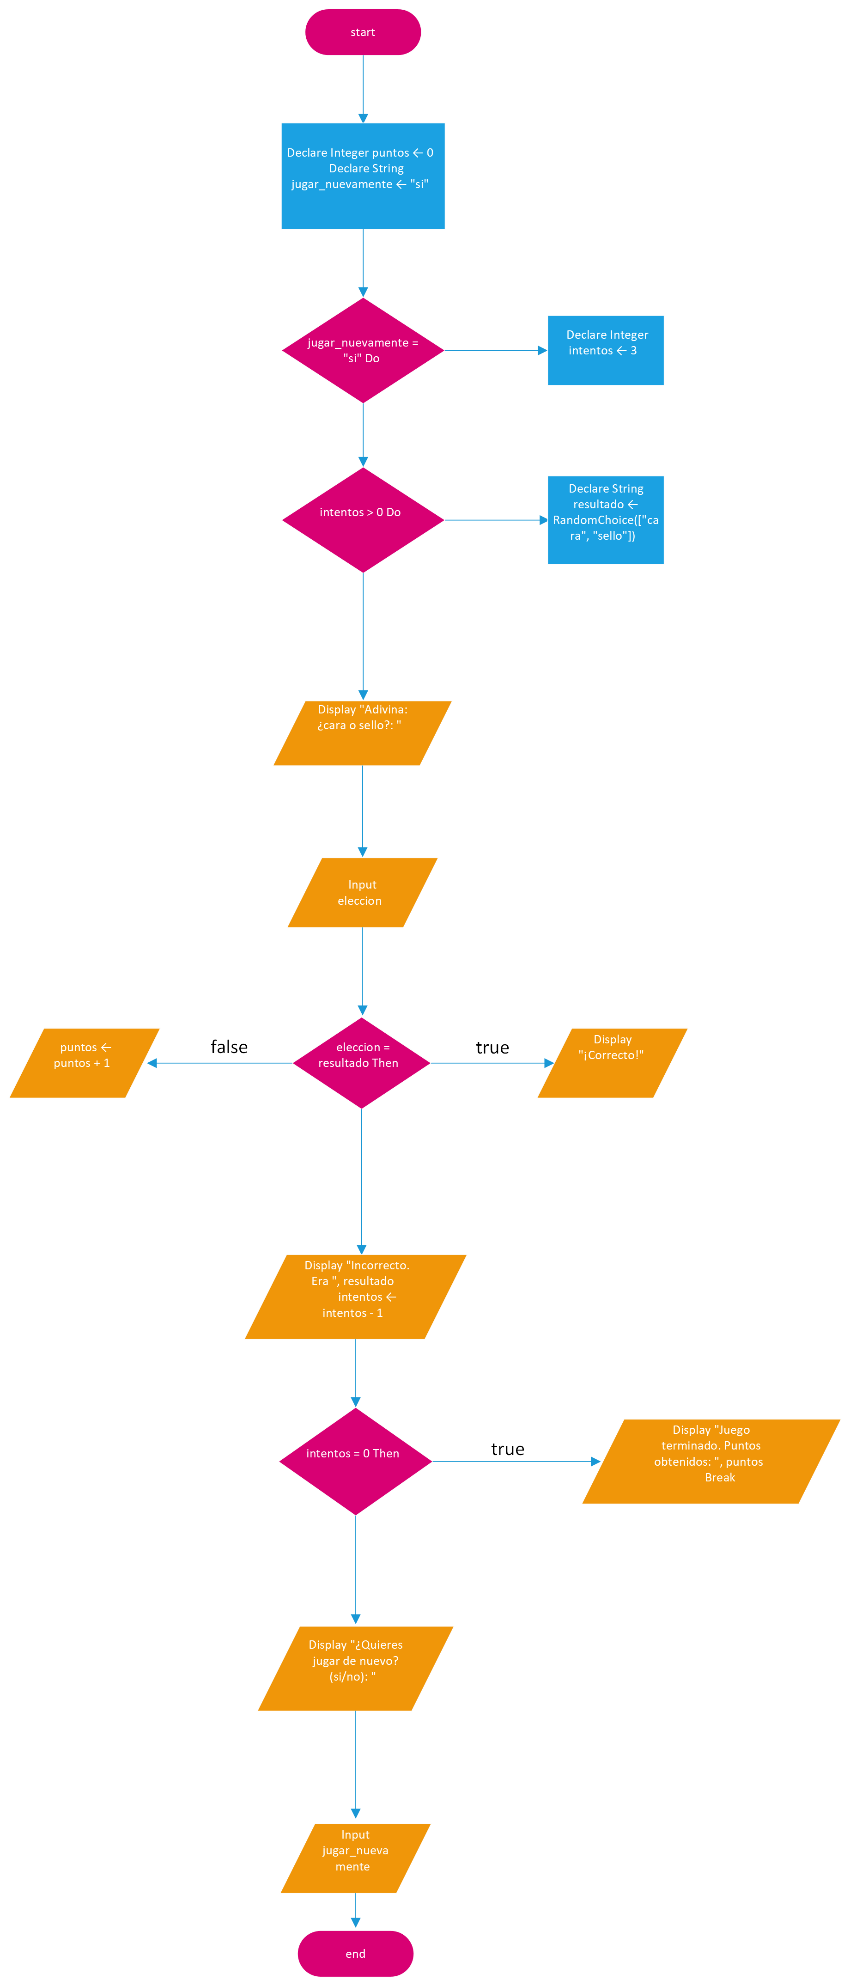 start
Declare Integer puntos ← 0
Declare String
jugar_nuevamente ← "si"
jugar_nuevamente =
"si" Do
Declare Integer
intentos ← 3
intentos > 0 Do
Declare String
resultado ←
RandomChoice(["ca
ra", "sello"])
Display "Adivina:
¿cara o sello?: "
Input
eleccion
puntos ←
puntos + 1
false
eleccion =
resultado Then
true
Display
"¡Correcto!"
Display "Incorrecto.
Era ", resultado
intentos ←
intentos - 1
intentos = 0 Then
true
Display "Juego
terminado. Puntos
obtenidos: ", puntos
Break
Display "¿Quieres
jugar de nuevo?
(si/no): "
Input
jugar_nueva
mente
end